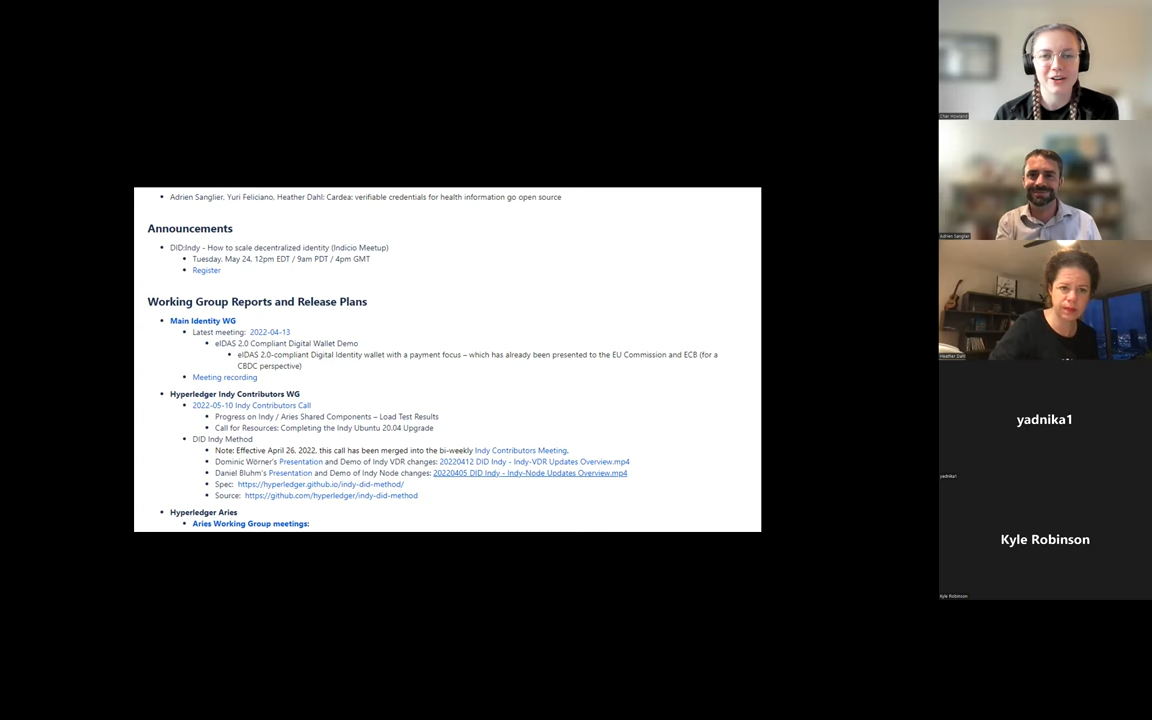 Adrien Sanglier. Yuri Feliciano, Heather Dahl: Cardea: verifiable credentials for health information go open source
Announcements
DID:Indy - How to scale decentralized identity (Indicio Meetup)
Tuesday. May 24. 12pm EDT / 9am PDT / 4pm GMT
Register
Working Group Reports and Release Plans
Main Identity WG
Latest meeting: 2022-04-13
eIDAS 2.0 Compliant Digital Wallet Demo
eIDAS 2.0-compliant Digital Identity wallet with a payment focus – which has already been presented to the EU Commission and ECB (for a
CBDC perspective)
Meeting recording
Hyperledger Indy Contributors WG
2022-05-10 Indy Contributors Call
Progress on Indy / Aries Shared Components – Load Test Results
Call for Resources: Completing the Indy Ubuntu 20.04 Upgrade
DID Indy Method
Note: Effective April 26, 2022, this call has been merged into the bi-weekly Indy Contributors Meeting.
Dominic Wörner's Presentation and Demo of Indy VDR changes: 20220412 DID Indy - Indy-VDR Updates Overview.mp4
Daniel Bluhm's Presentation and Demo of Indy Node changes: 20220405 DID Indy - Indy-Node Updates Overview.mp4
Spec: https://hyperledger.github.io/indy-did-method/
Source: https://github.com/hyperledger/indy-did-method
Hyperledger Aries
Aries Working Group meetings:
Char Howland
Adrien Sanglier
Heather Dahl
yadnika1
yadnika1
Kyle Robinson
Kyle Robinson